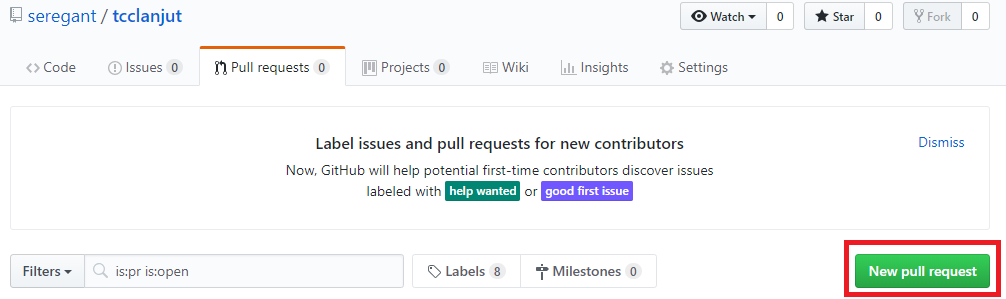 seregant / tcclanjut Watch 0 Star 0 Fork 0
Code Issues 0 Pull requests 0 Projects 0 Wiki Insights Settings
Label issues and pull requests for new contributors Dismiss
Now, GitHub will help potential first-time contributors discover issues
labeled with help wanted or good first issue
Filters is:pr is:open Labels 8 Milestones 0 New pull request